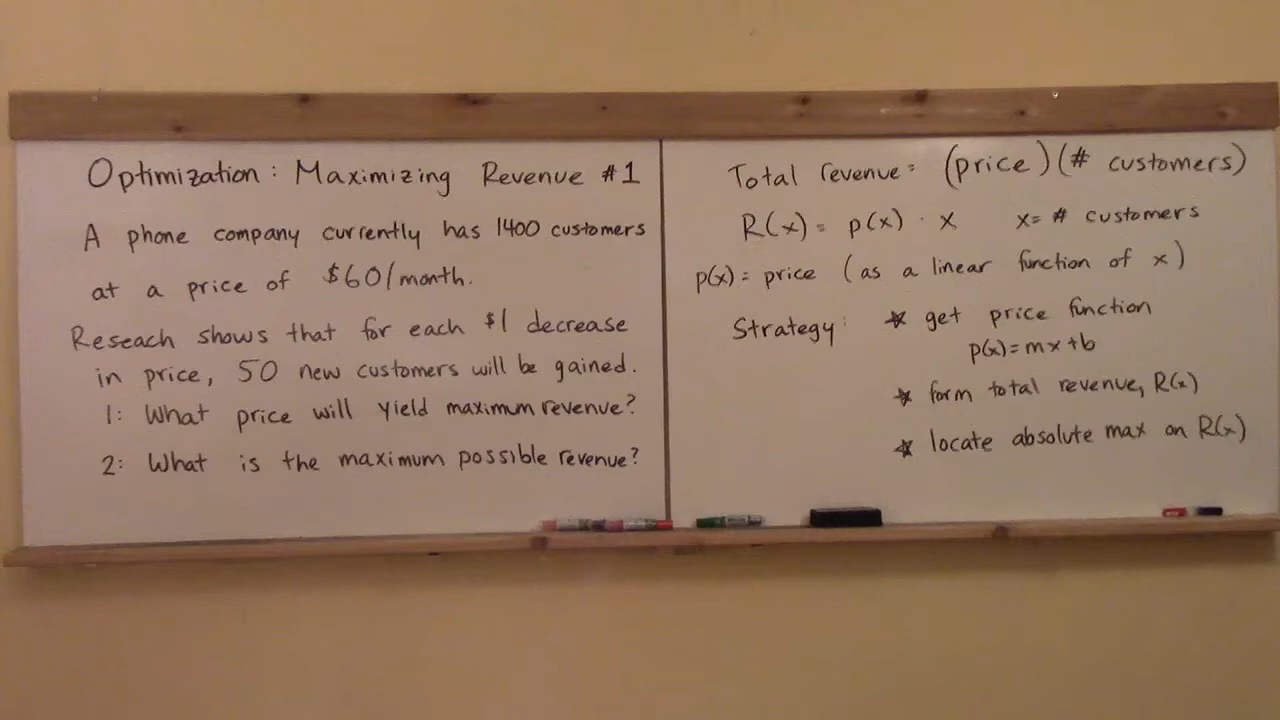 Optimization: Maximizing Revenue #1
A phone company currently has 1400 customers
at a price of $60/month.
Reseach shows that for each $1 decrease
in price, 50 new customers will be gained.
1: What price will yield maximum revenue?
2: What is the maximum possible revenue?
Total revenue = (price)(# customers)
R(x) = p(x) · x x = # customers
p(x) = price (as a linear function of x)
Strategy: * get price function
p(x) = mx+b
* form total revenue, R(x)
* locate absolute max on R(x)